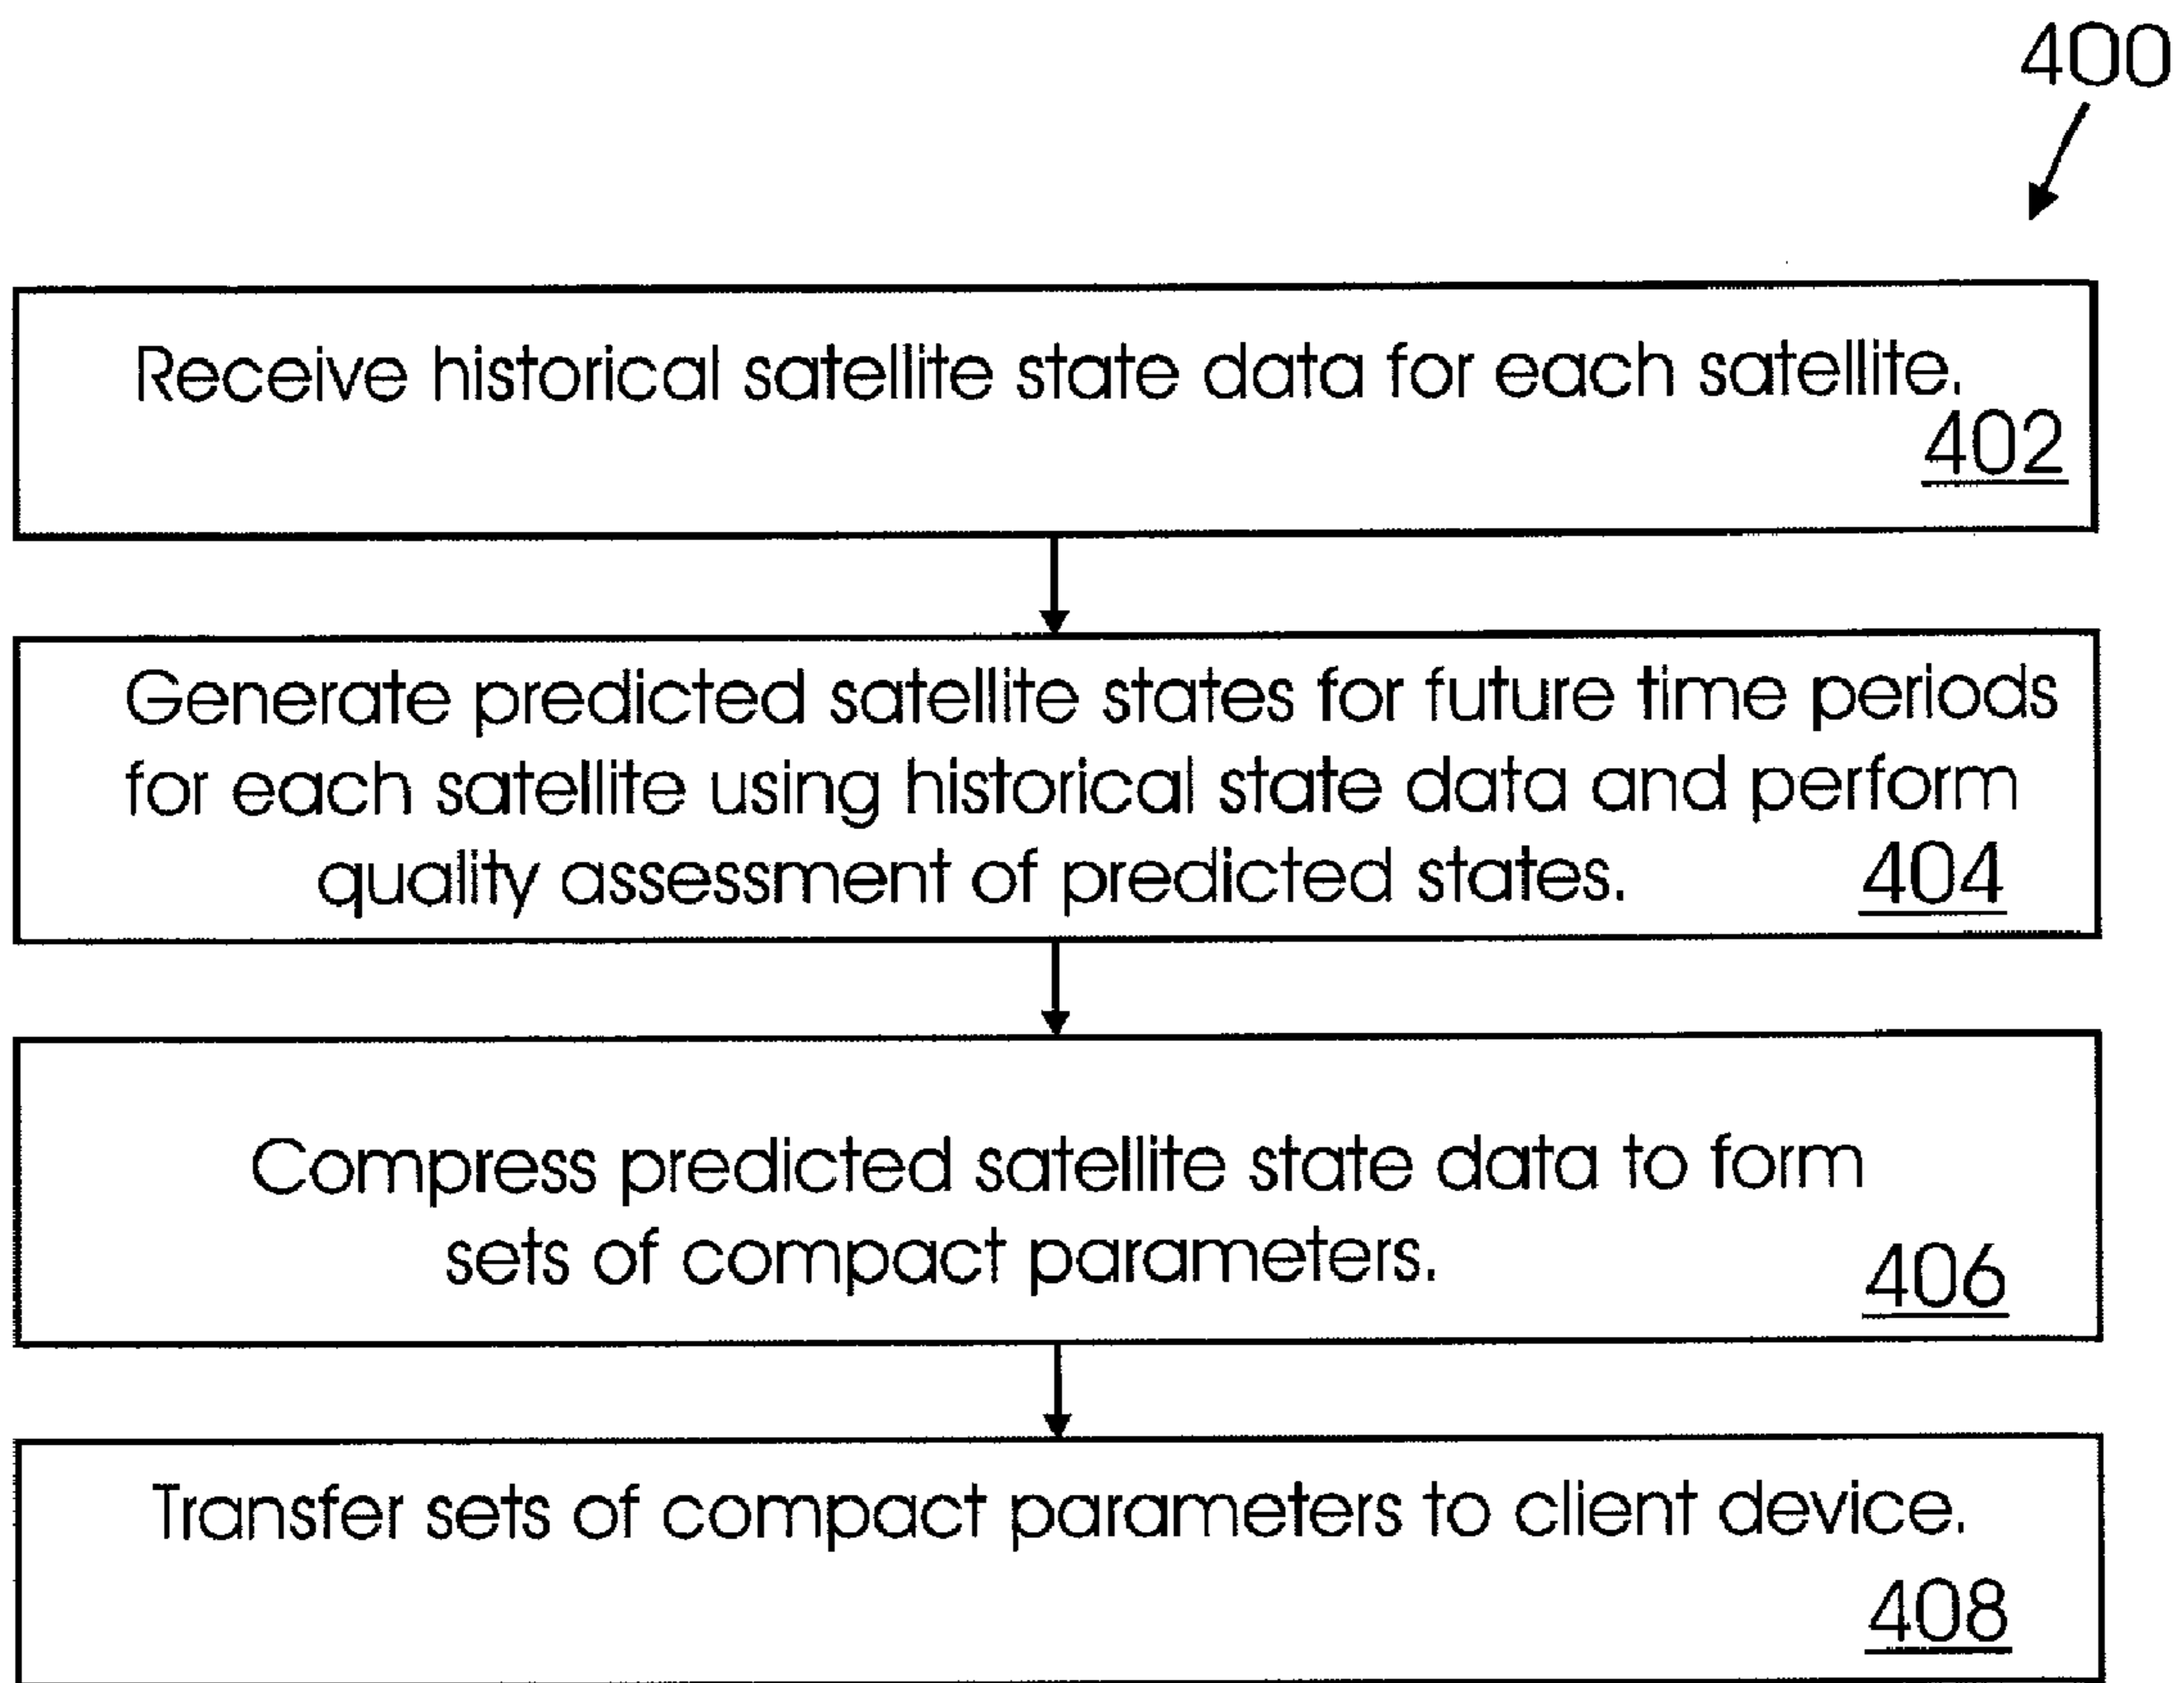 400
Receive historical satellite state data for each satellite.
402
Generate predicted satellite states for future time periods
for each satellite using historical state data and perform
quality assessment of predicted states. 404
Compress predicted satellite state data to form
sets of compact parameters.
406
Transfer sets of compact parameters to client device.
408